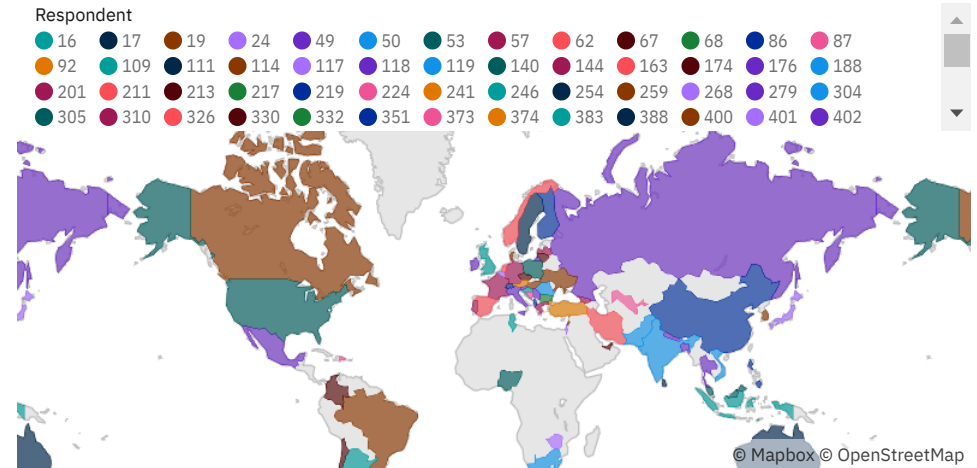 Respondent
16 17 19 24 49 50 53 57 62 67 68 86 87
92 109 111 114 117 118 119 140 144 163 174 176 188
201 211 213 217 219 224 241 246 254 259 268 279 304
305 310 326 330 332 351 373 374 383 388 400 401 402
© Mapbox © OpenStreetMap